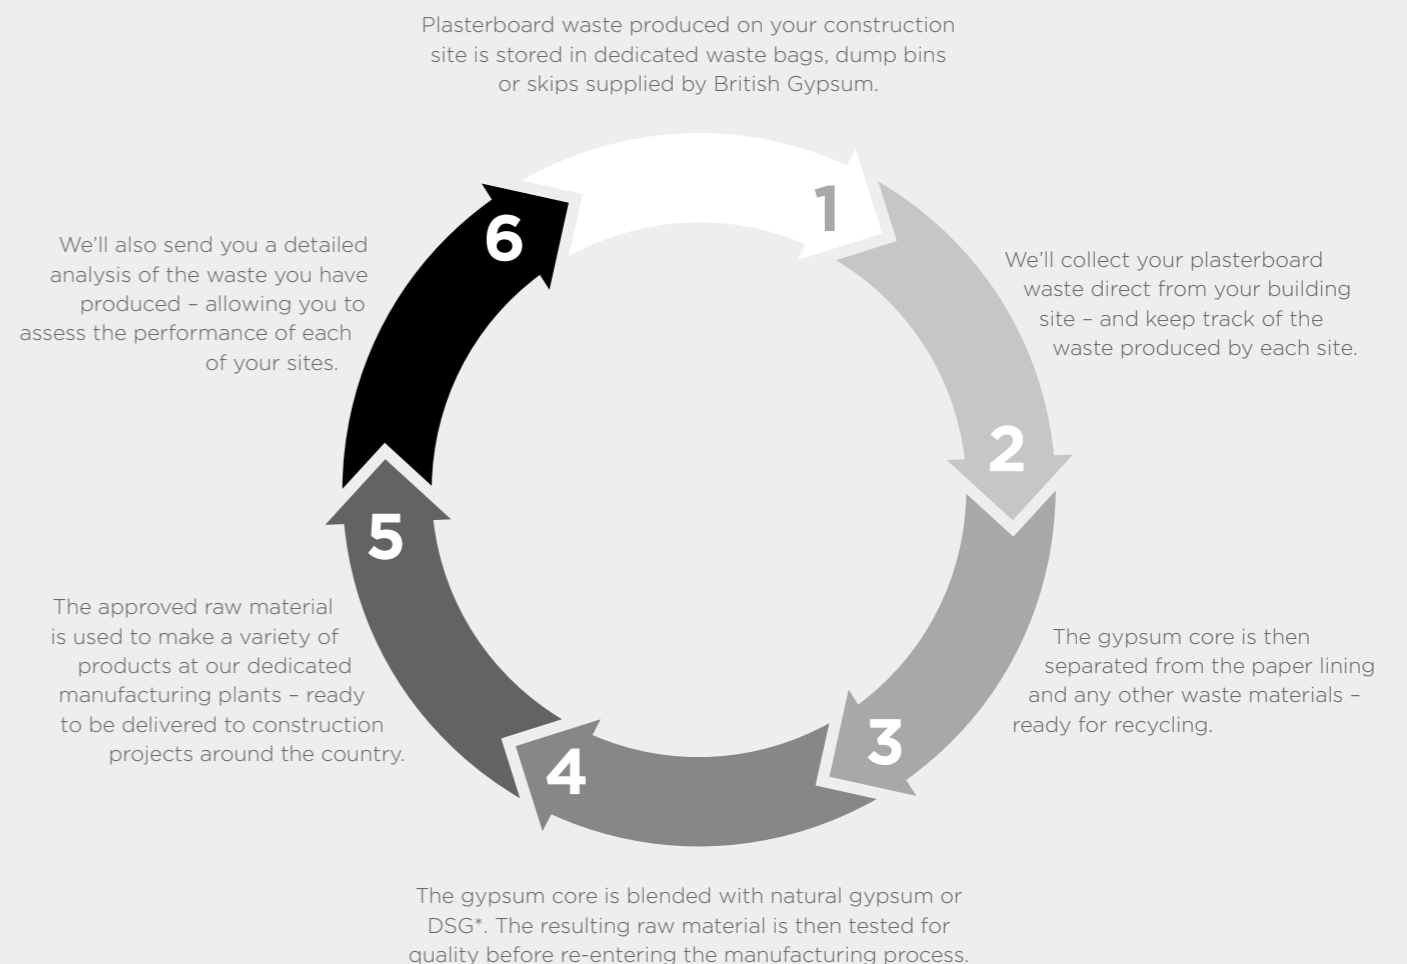 Plasterboard waste produced on your construction
site is stored in dedicated waste bags, dump bins
or skips supplied by British Gypsum.
1
We’ll collect your plasterboard
waste direct from your building
site – and keep track of the
waste produced by each site.
2
The gypsum core is then
separated from the paper lining
and any other waste materials –
ready for recycling.
3
The gypsum core is blended with natural gypsum or
DSG*. The resulting raw material is then tested for
quality before re-entering the manufacturing process.
4
The approved raw material
is used to make a variety of
products at our dedicated
manufacturing plants – ready
to be delivered to construction
projects around the country.
5
We’ll also send you a detailed
analysis of the waste you have
produced – allowing you to
assess the performance of each
of your sites.
6